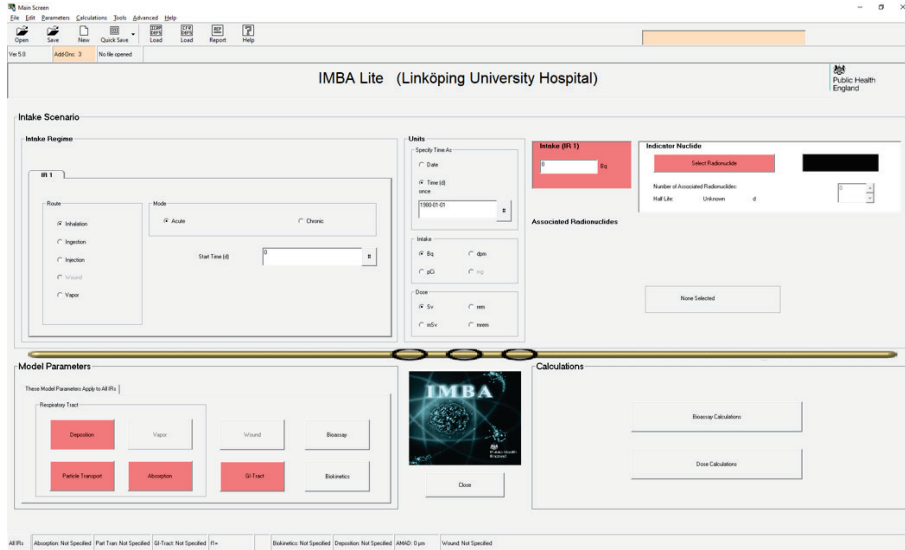 Main Screen
File Edit Parameters Calculations Tools Advanced Help
Open Save New Quick Save Load Load Report Help
Ver 5.0 Add-Ons: 3 No file opened
IMBA Lite (Linköping University Hospital)
Public Health
England
Intake Scenario
Intake Regime
IR 1
Route
Inhalation
Ingestion
Injection
Wound
Vapor
Mode
Acute
Chronic
Start Time (d)
0
#
Units
Specify Time As
Date
Time (d)
since
1980-01-01
#
Intake
Bq dpm
pCi mg
Dose
Sv rem
mSv mrem
Intake (IR 1)
0 Bq
Indicator Nuclide
Select Radionuclide
Number of Associated Radionuclides:
0
Half Life: Unknown d
Associated Radionuclides
None Selected
Model Parameters
These Model Parameters Apply to All IRs
Respiratory Tract
Deposition Vapor Wound Bioassay
Particle Transport Absorption GI-Tract Biokinetics
IMBA
Public Health
England
Close
Calculations
Bioassay Calculations
Dose Calculations
All IRs Absorption: Not Specified Part Tran: Not Specified GI-Tract: Not Specified f1= Biokinetics: Not Specified Deposition: Not Specified AMAD: 0 µm Wound: Not Specified